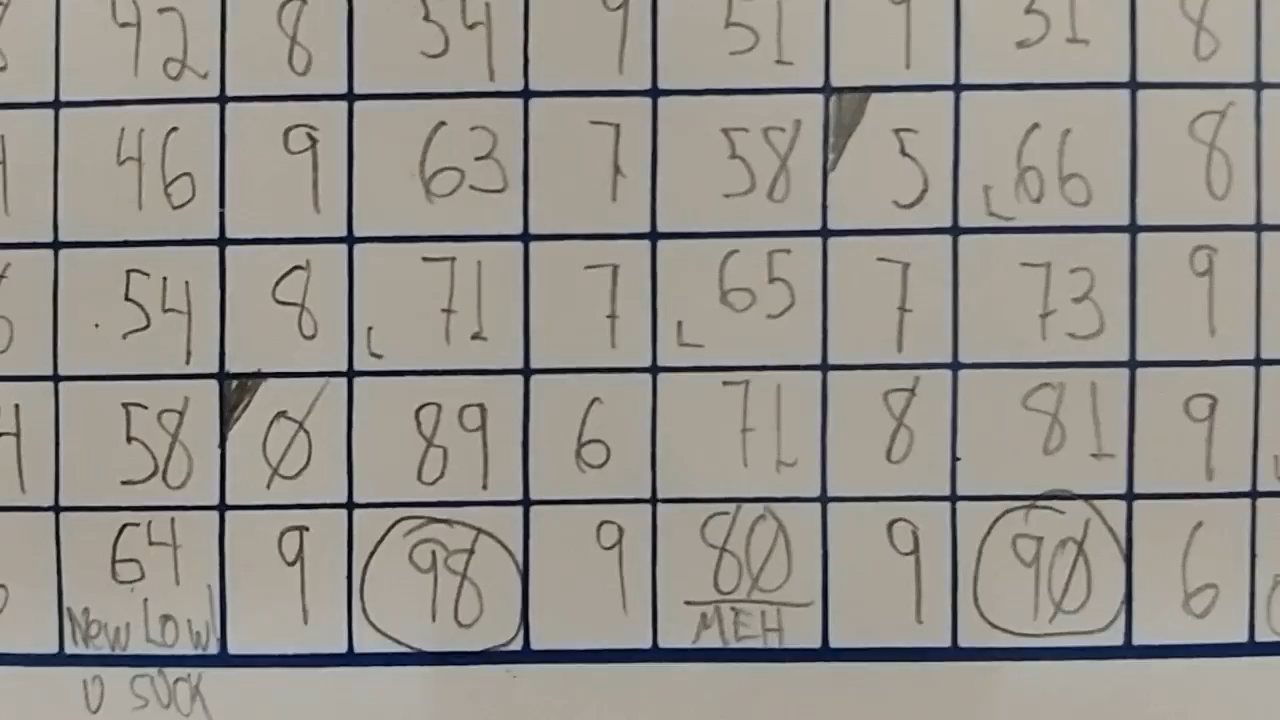 42 8 54 9 51 9 31 8
46 9 63 7 58 5 66 8
54 8 71 7 65 7 73 9
58 Ø 89 6 71 8 81 9
64 9 98 9 8Ø 9 9Ø 6
New Low MEH
U SUCK